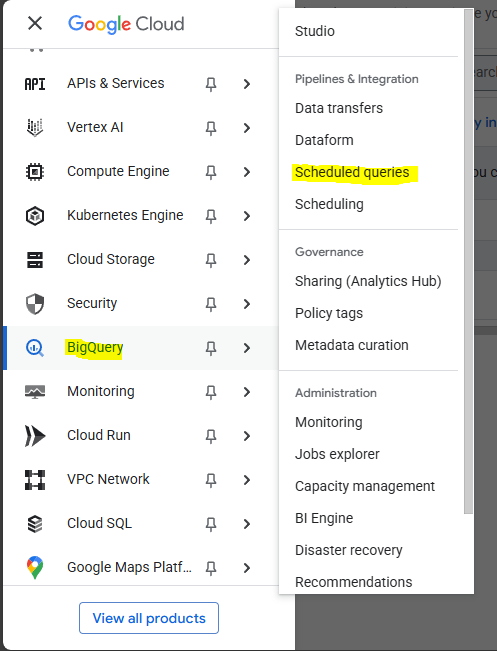 Google Cloud
API APIs & Services
Vertex AI
Compute Engine
Kubernetes Engine
Cloud Storage
Security
BigQuery
Monitoring
Cloud Run
VPC Network
Cloud SQL
Google Maps Platf...
View all products
Studio
Pipelines & Integration
Data transfers
Dataform
Scheduled queries
Scheduling
Governance
Sharing (Analytics Hub)
Policy tags
Metadata curation
Administration
Monitoring
Jobs explorer
Capacity management
BI Engine
Disaster recovery
Recommendations